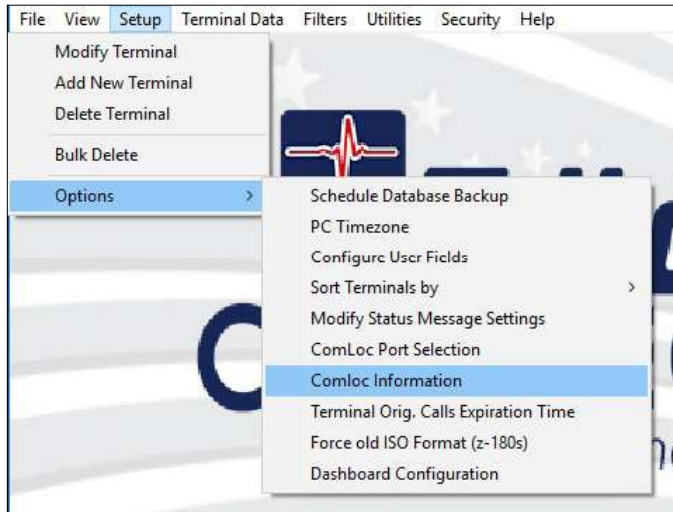 File View Setup Terminal Data Filters Utilities Security Help
Modify Terminal
Add New Terminal
Delete Terminal
Bulk Delete
Options >
Schedule Database Backup
PC Timezone
Configure User Fields
Sort Terminals by >
Modify Status Message Settings
ComLoc Port Selection
Comloc Information
Terminal Orig. Calls Expiration Time
Force old ISO Format (z-180s)
Dashboard Configuration